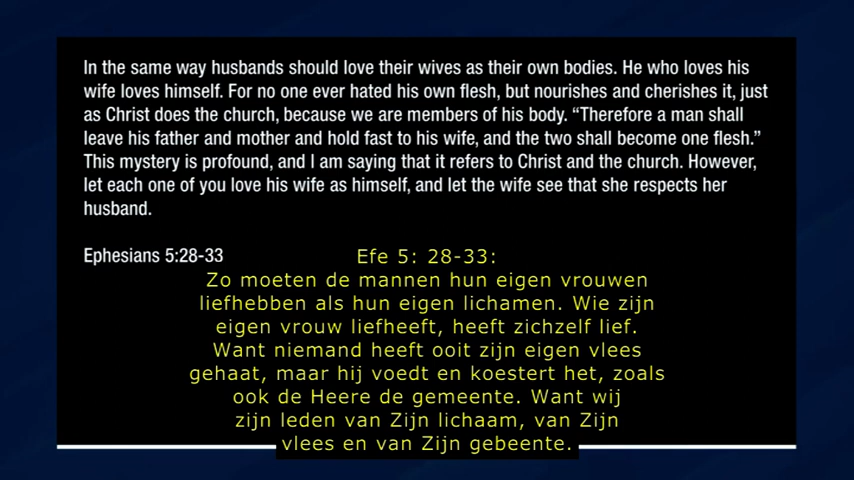 In the same way husbands should love their wives as their own bodies. He who loves his
wife loves himself. For no one ever hated his own flesh, but nourishes and cherishes it, just
as Christ does the church, because we are members of his body. “Therefore a man shall
leave his father and mother and hold fast to his wife, and the two shall become one flesh.”
This mystery is profound, and I am saying that it refers to Christ and the church. However,
let each one of you love his wife as himself, and let the wife see that she respects her
husband.
Ephesians 5:28-33
Efe 5: 28-33:
Zo moeten de mannen hun eigen vrouwen
liefhebben als hun eigen lichamen. Wie zijn
eigen vrouw liefheeft, heeft zichzelf lief.
Want niemand heeft ooit zijn eigen vlees
gehaat, maar hij voedt en koestert het, zoals
ook de Heere de gemeente. Want wij
zijn leden van Zijn lichaam, van Zijn
vlees en van Zijn gebeente.